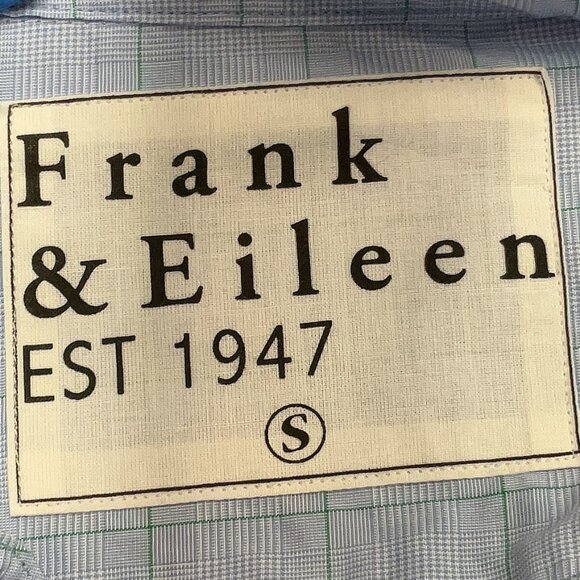 Frank
& Eileen
EST 1947
S